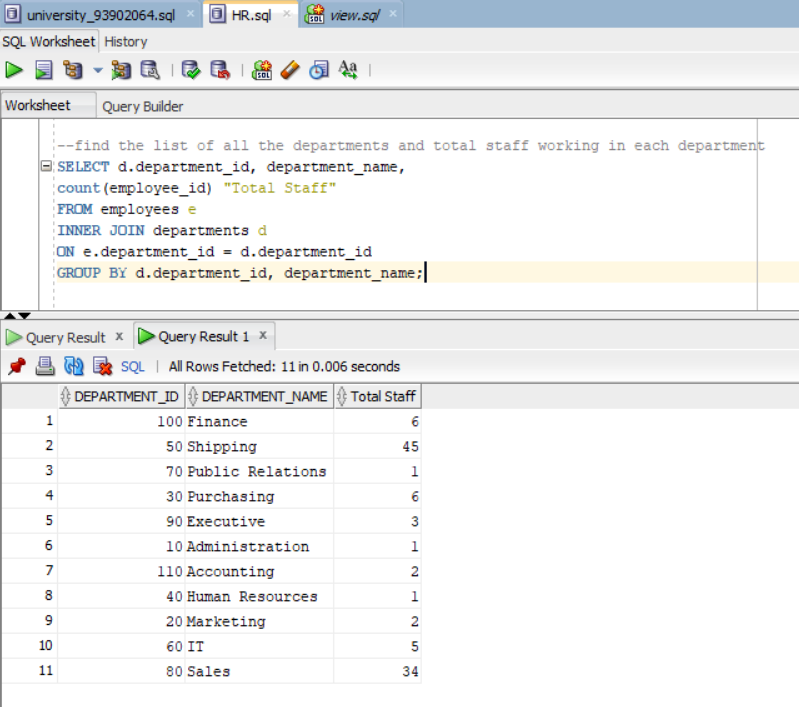 university_93902064.sql × HR.sql × view.sql ×
SQL Worksheet History
Worksheet Query Builder
--find the list of all the departments and total staff working in each department
SELECT d.department_id, department_name,
count(employee_id) "Total Staff"
FROM employees e
INNER JOIN departments d
ON e.department_id = d.department_id
GROUP BY d.department_id, department_name;
Query Result x Query Result 1 x
SQL | All Rows Fetched: 11 in 0.006 seconds
DEPARTMENT_ID DEPARTMENT_NAME Total Staff
1 100 Finance 6
2 50 Shipping 45
3 70 Public Relations 1
4 30 Purchasing 6
5 90 Executive 3
6 10 Administration 1
7 110 Accounting 2
8 40 Human Resources 1
9 20 Marketing 2
10 60 IT 5
11 80 Sales 34